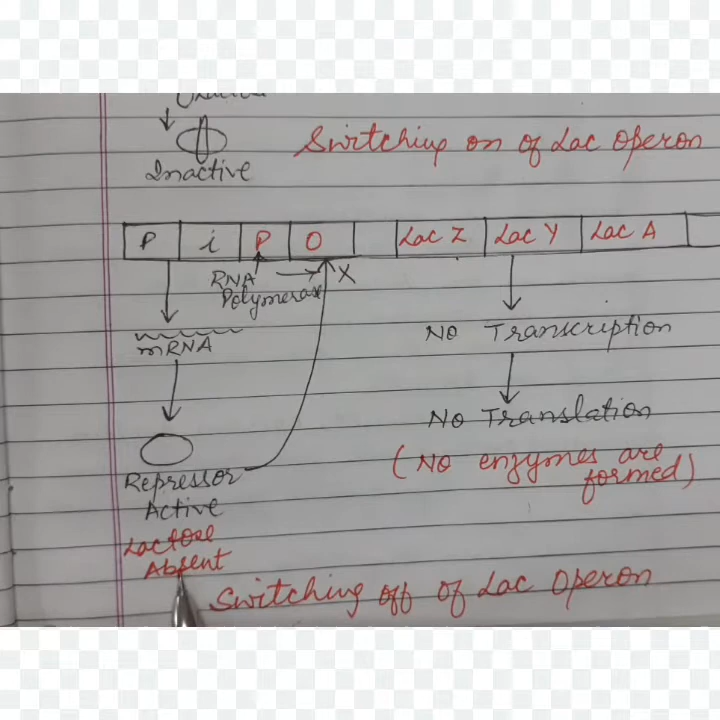 Switching on of Lac Operon
Inactive
P i P O Lac Z Lac Y Lac A
RNA X
Polymerase
mRNA
No Transcription
No Translation
(No enzymes are
formed)
Repressor
Active
Lactose
Absent
Switching off of Lac Operon